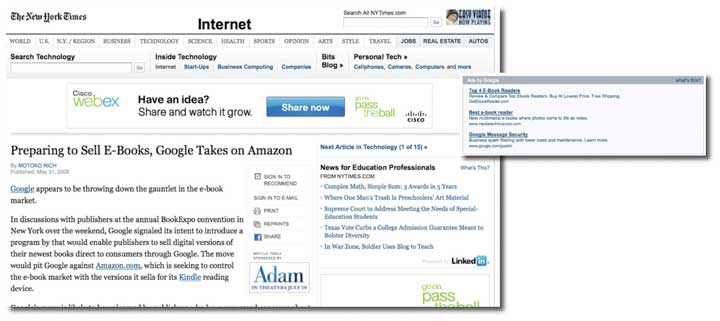 The New York Times
Internet
Search All NYTimes.com
Go
EASY VIRTUE
NOW PLAYING
WORLD U.S. N.Y. / REGION BUSINESS TECHNOLOGY SCIENCE HEALTH SPORTS OPINION ARTS STYLE TRAVEL JOBS REAL ESTATE AUTOS
Search Technology
Go
Inside Technology
Internet Start-Ups Business Computing Companies
Bits
Blog »
Personal Tech »
Cellphones, Cameras, Computers and more
Cisco
webex
Have an idea?
Share and watch it grow.
Share now
go on,
pass
the ball
CISCO
Ads by Google
what's this?
Top 4 E-Book Readers
Review & Compare Top Ebook Readers. Buy At Lowest Price, Free Shipping
GetBookReader.com
Best e-book reader
New multimedia e-books where photos come to life as video.
Google Message Security
Business spam filtering with lower costs and maintenance. Learn more.
www.google.com/postini
Preparing to Sell E-Books, Google Takes on Amazon
By MOTOKO RICH
Published: May 31, 2009
Google appears to be throwing down the gauntlet in the e-book
market.
In discussions with publishers at the annual BookExpo convention in
New York over the weekend, Google signaled its intent to introduce a
program by that would enable publishers to sell digital versions of
their newest books direct to consumers through Google. The move
would pit Google against Amazon.com, which is seeking to control
the e-book market with the versions it sells for its Kindle reading
device.
SIGN IN TO
RECOMMEND
SIGN IN TO E-MAIL
PRINT
REPRINTS
SHARE
ARTICLE TOOLS
SPONSORED BY
Adam
IN THEATERS JULY 29
Next Article in Technology (1 of 15) »
News for Education Professionals
What's This?
FROM NYTIMES.COM
• Complex Math, Simple Sum: 3 Awards in 5 Years
• Where One Man's Trash is Preschoolers' Art Material
• Supreme Court to Address Meeting the Needs of Special-
Education Students
• Texas Vote Curbs a College Admission Guarantee Meant to
Bolster Diversity
• In War Zone, Soldier Uses Blog to Teach
Powered by LinkedIn
go on,
pass
the ball